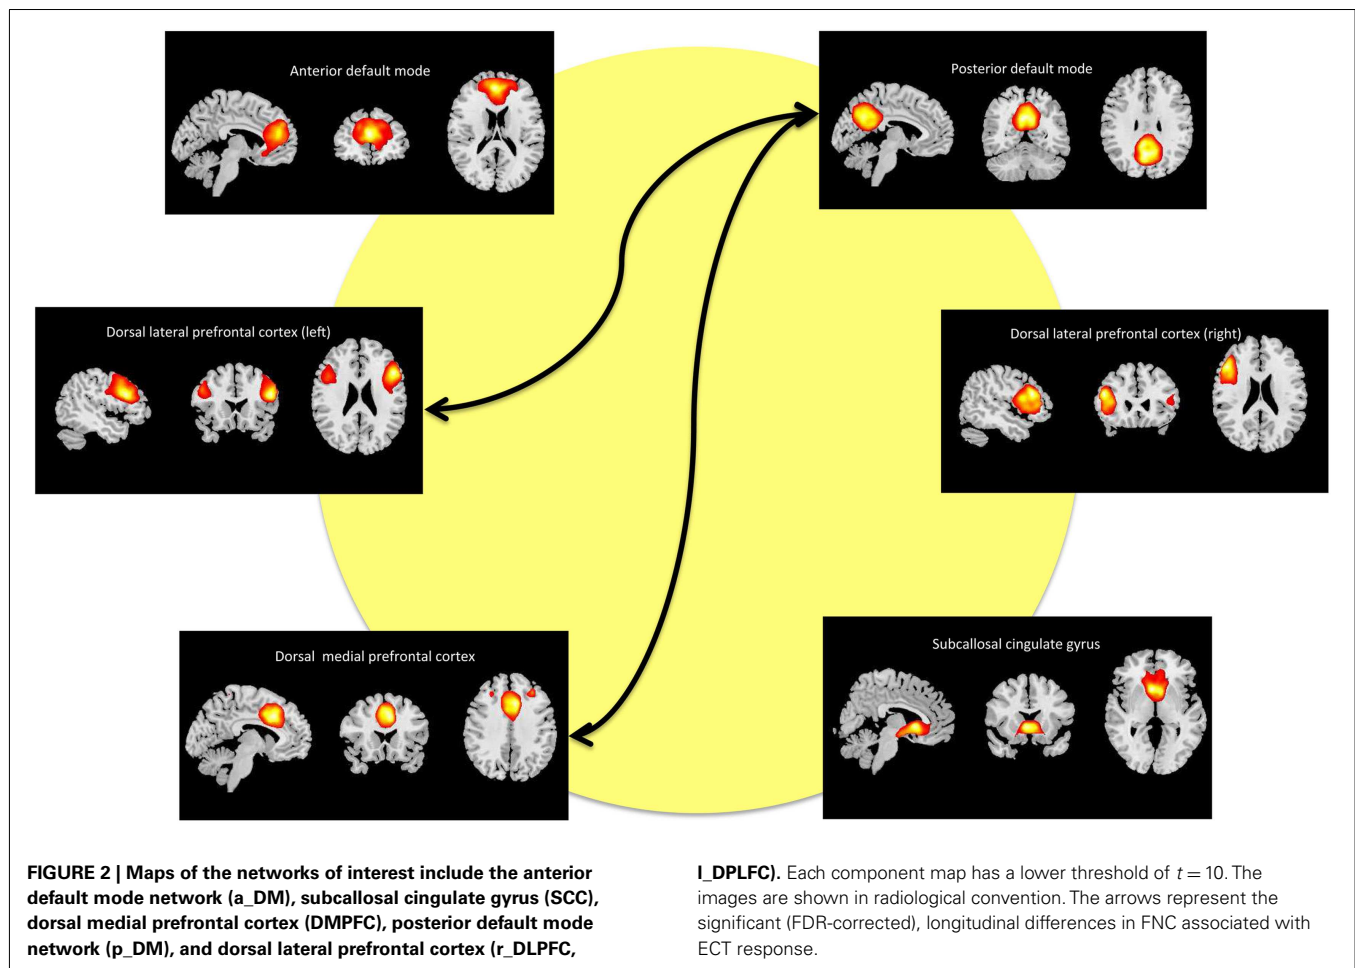 Anterior default mode
Posterior default mode
Dorsal lateral prefrontal cortex (left)
Dorsal lateral prefrontal cortex (right)
Dorsal medial prefrontal cortex
Subcallosal cingulate gyrus
FIGURE 2 | Maps of the networks of interest include the anterior
default mode network (a_DM), subcallosal cingulate gyrus (SCC),
dorsal medial prefrontal cortex (DMPFC), posterior default mode
network (p_DM), and dorsal lateral prefrontal cortex (r_DLPFC,
l_DPLFC). Each component map has a lower threshold of t = 10. The
images are shown in radiological convention. The arrows represent the
significant (FDR-corrected), longitudinal differences in FNC associated with
ECT response.